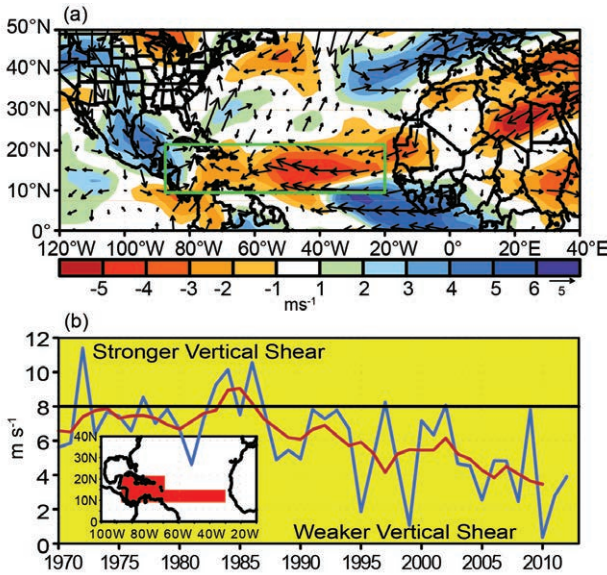 (a)
50°N
40°N
30°N
20°N
10°N
0°
120°W 100°W 80°W 60°W 40°W 20°W 0° 20°E 40°E
-5 -4 -3 -2 -1 1 2 3 4 5 6 5
ms⁻¹
(b)
12
Stronger Vertical Shear
10
8
6
4
2
0
m s⁻¹
40N
30N
20N
10N
0
100W 80W 60W 40W 20W
Weaker Vertical Shear
1970 1975 1980 1985 1990 1995 2000 2005 2010